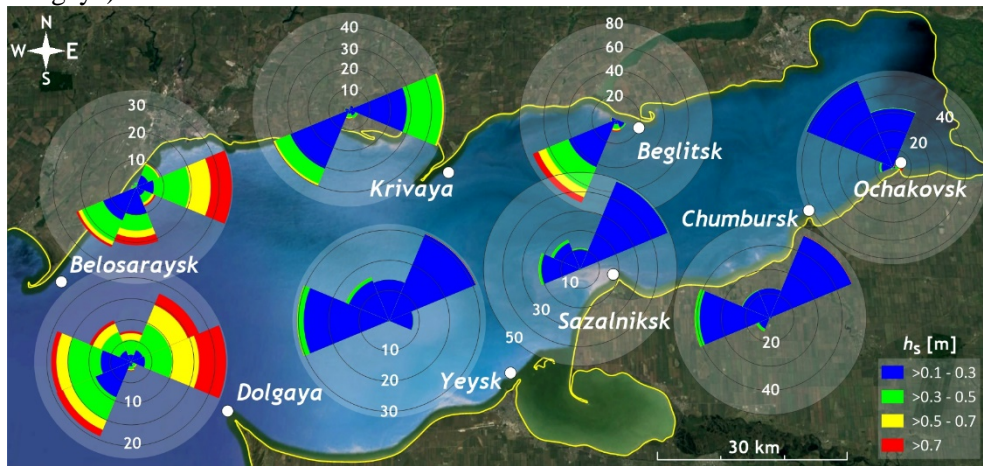 N
W E
S
40
30
20
10
80
60
40
20
30
20
10
40
20
Krivaya
Beglitsk
Ochakovsk
Chumbursk
Belosaraysk
Sazalniksk
10
30
50
20
40
Dolgaya
Yeysk
10
20
30
20
30 km
hs [m]
>0.1 - 0.3
>0.3 - 0.5
>0.5 - 0.7
>0.7